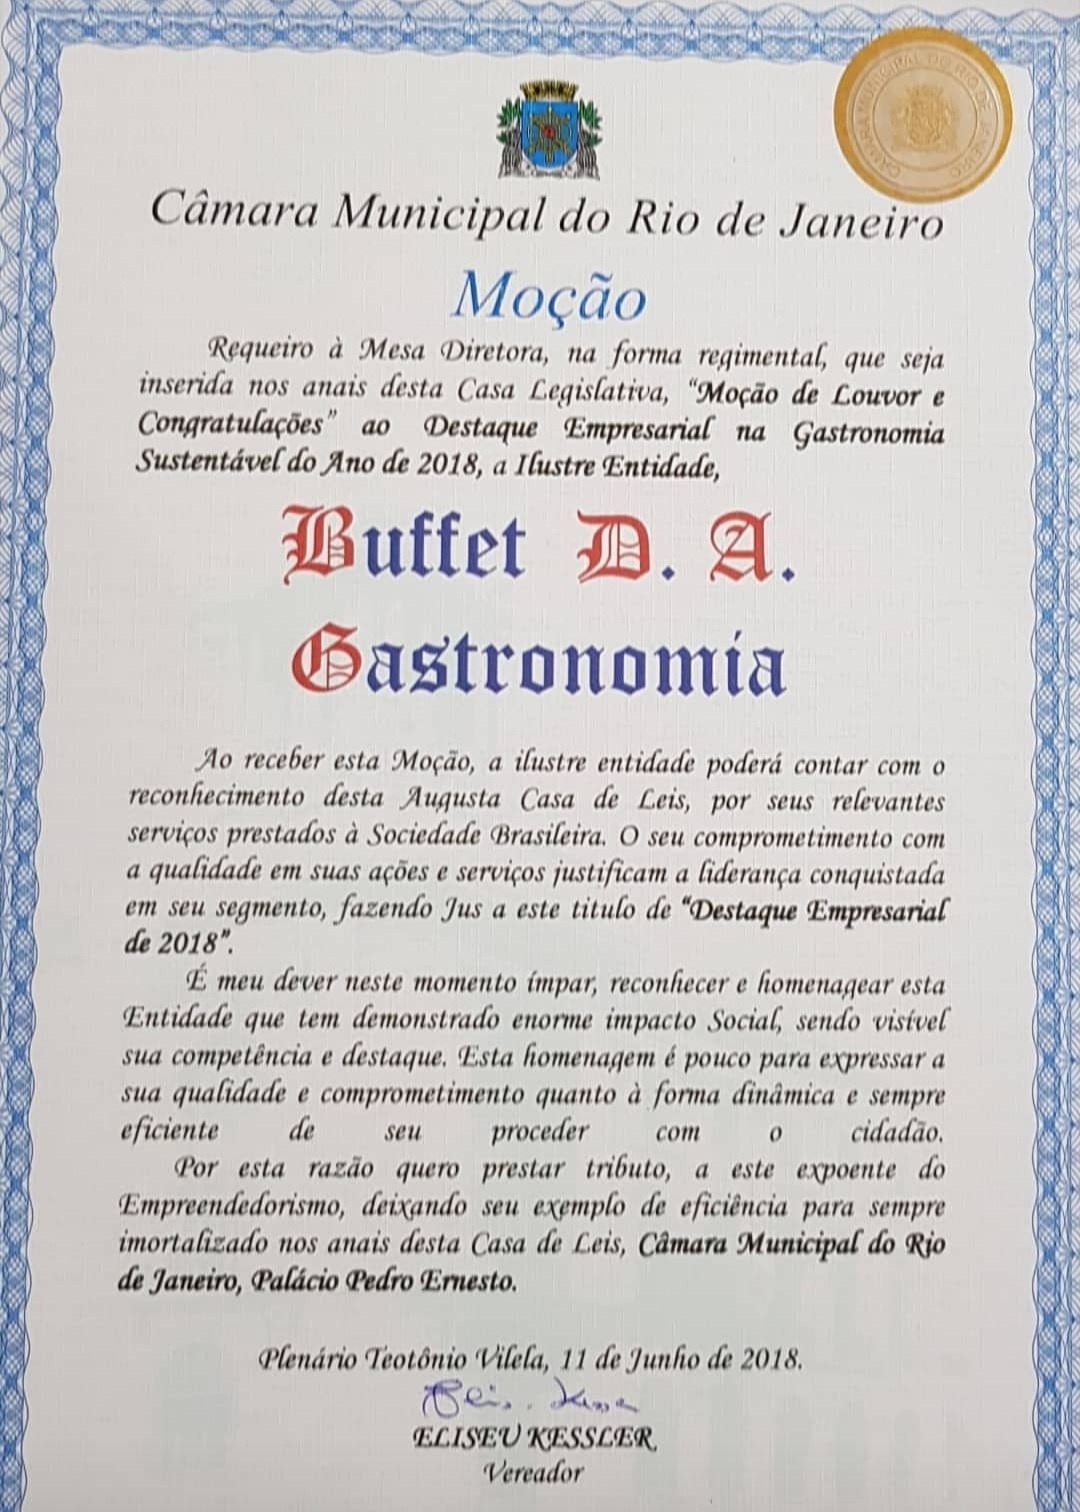 CAMARA MUNICIPAL DO RIO DE JANEIRO
Câmara Municipal do Rio de Janeiro
Moção
Requeiro à Mesa Diretora, na forma regimental, que seja
inserida nos anais desta Casa Legislativa, “Moção de Louvor e
Congratulações” ao Destaque Empresarial na Gastronomia
Sustentável do Ano de 2018, a Ilustre Entidade,
Buffet D. A.
Gastronomia
Ao receber esta Moção, a ilustre entidade poderá contar com o
reconhecimento desta Augusta Casa de Leis, por seus relevantes
serviços prestados à Sociedade Brasileira. O seu comprometimento com
a qualidade em suas ações e serviços justificam a liderança conquistada
em seu segmento, fazendo Jus a este titulo de “Destaque Empresarial
de 2018”.
É meu dever neste momento ímpar, reconhecer e homenagear esta
Entidade que tem demonstrado enorme impacto Social, sendo visível
sua competência e destaque. Esta homenagem é pouco para expressar a
sua qualidade e comprometimento quanto à forma dinâmica e sempre
eficiente de seu proceder com o cidadão.
Por esta razão quero prestar tributo, a este expoente do
Empreendedorismo, deixando seu exemplo de eficiência para sempre
imortalizado nos anais desta Casa de Leis, Câmara Municipal do Rio
de Janeiro, Palácio Pedro Ernesto.
Plenário Teotônio Vilela, 11 de Junho de 2018.
ELISEU KESSLER
Vereador